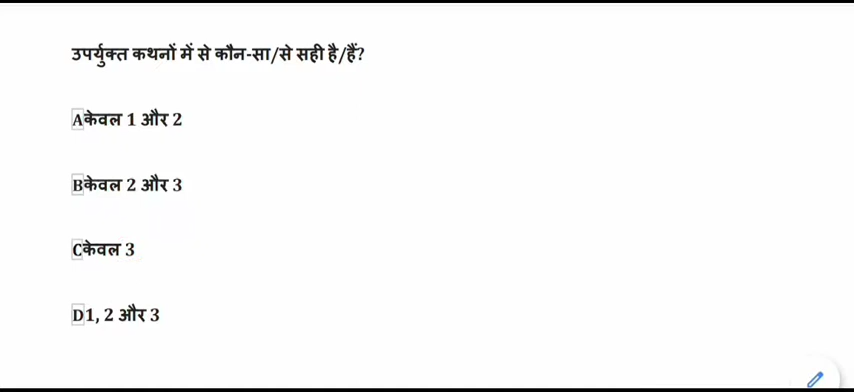 उपर्युक्त कथनों में से कौन-सा/से सही है/हैं?
Aकेवल 1 और 2
Bकेवल 2 और 3
Cकेवल 3
D1, 2 और 3